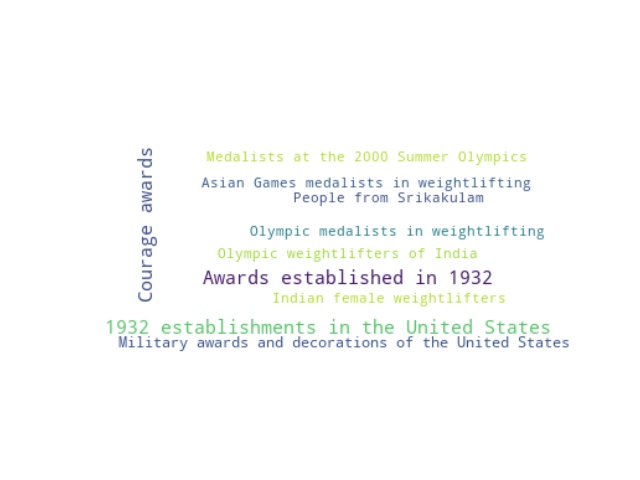 Courage awards
Medalists at the 2000 Summer Olympics
Asian Games medalists in weightlifting
People from Srikakulam
Olympic medalists in weightlifting
Olympic weightlifters of India
Awards established in 1932
Indian female weightlifters
1932 establishments in the United States
Military awards and decorations of the United States